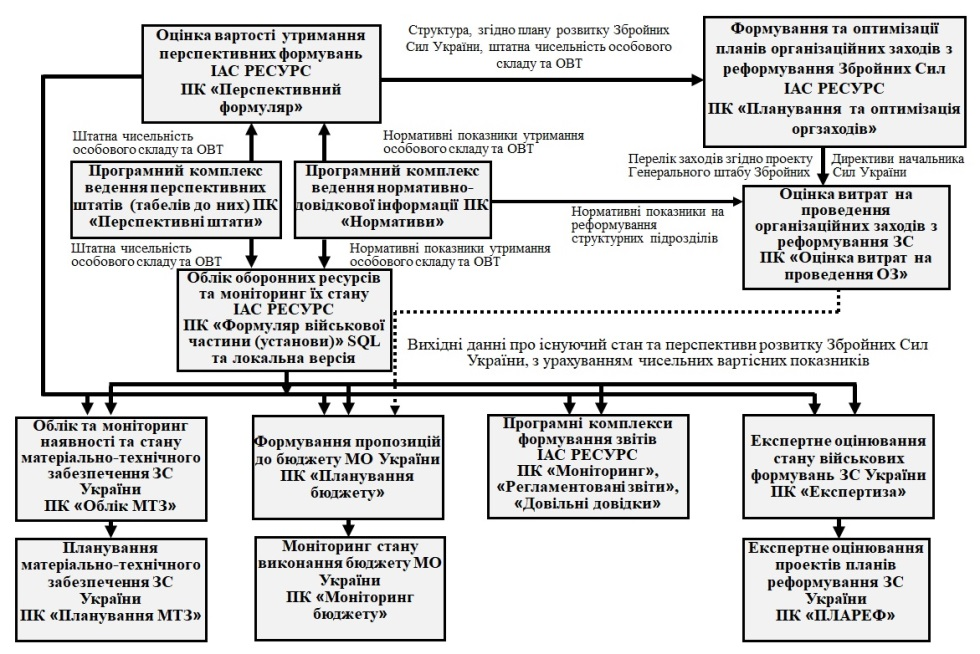 Оцінка вартості утримання
перспективних формувань
ІАС РЕСУРС
ПК «Перспективний
формуляр»
Структура, згідно плану розвитку Збройних
Сил України, штатна чисельність особового
складу та ОВТ
Формування та оптимізації
планів організаційних заходів з
реформування Збройних Сил
ІАС РЕСУРС
ПК «Планування та оптимізація
оргзаходів»
Штатна чисельність
особового складу та ОВТ
Нормативні показники утримання
особового складу та ОВТ
Перелік заходів згідно проекту
Генерального штабу Збройних
Директиви начальника
Сил України
Програмний комплекс
ведення перспективних
штатів (табелів до них) ПК
«Перспективні штати»
Програмний комплекс
ведення нормативно-
довідкової інформації ПК
«Нормативи»
Нормативні показники на
реформування
структурних підрозділів
Оцінка витрат на
проведення
організаційних заходів з
реформування ЗС
ПК «Оцінка витрат на
проведення ОЗ»
Штатна чисельність
особового складу та ОВТ
Нормативні показники утримання
особового складу та ОВТ
Облік оборонних ресурсів
та моніторинг їх стану
ІАС РЕСУРС
ПК «Формуляр військової
частини (установи)» SQL
та локальна версія
Вихідні данні про існуючий стан та перспективи розвитку Збройних Сил
України, з урахуванням чисельних вартісних показників
Облік та моніторинг
наявності та стану
матеріально-технічного
забезпечення ЗС
України
ПК «Облік МТЗ»
Формування пропозицій
до бюджету МО України
ПК «Планування
бюджету»
Програмні комплекси
формування звітів
ІАС РЕСУРС
ПК «Моніторинг»,
«Регламентовані звіти»,
«Довільні довідки»
Експертне оцінювання
стану військових
формувань ЗС України
ПК «Експертиза»
Планування
матеріально-технічного
забезпечення ЗС
України
ПК «Планування МТЗ»
Моніторинг стану
виконання бюджету МО
України
ПК «Моніторинг
бюджету»
Експертне оцінювання
проектів планів
реформування ЗС
України
ПК «ПЛАРЕФ»